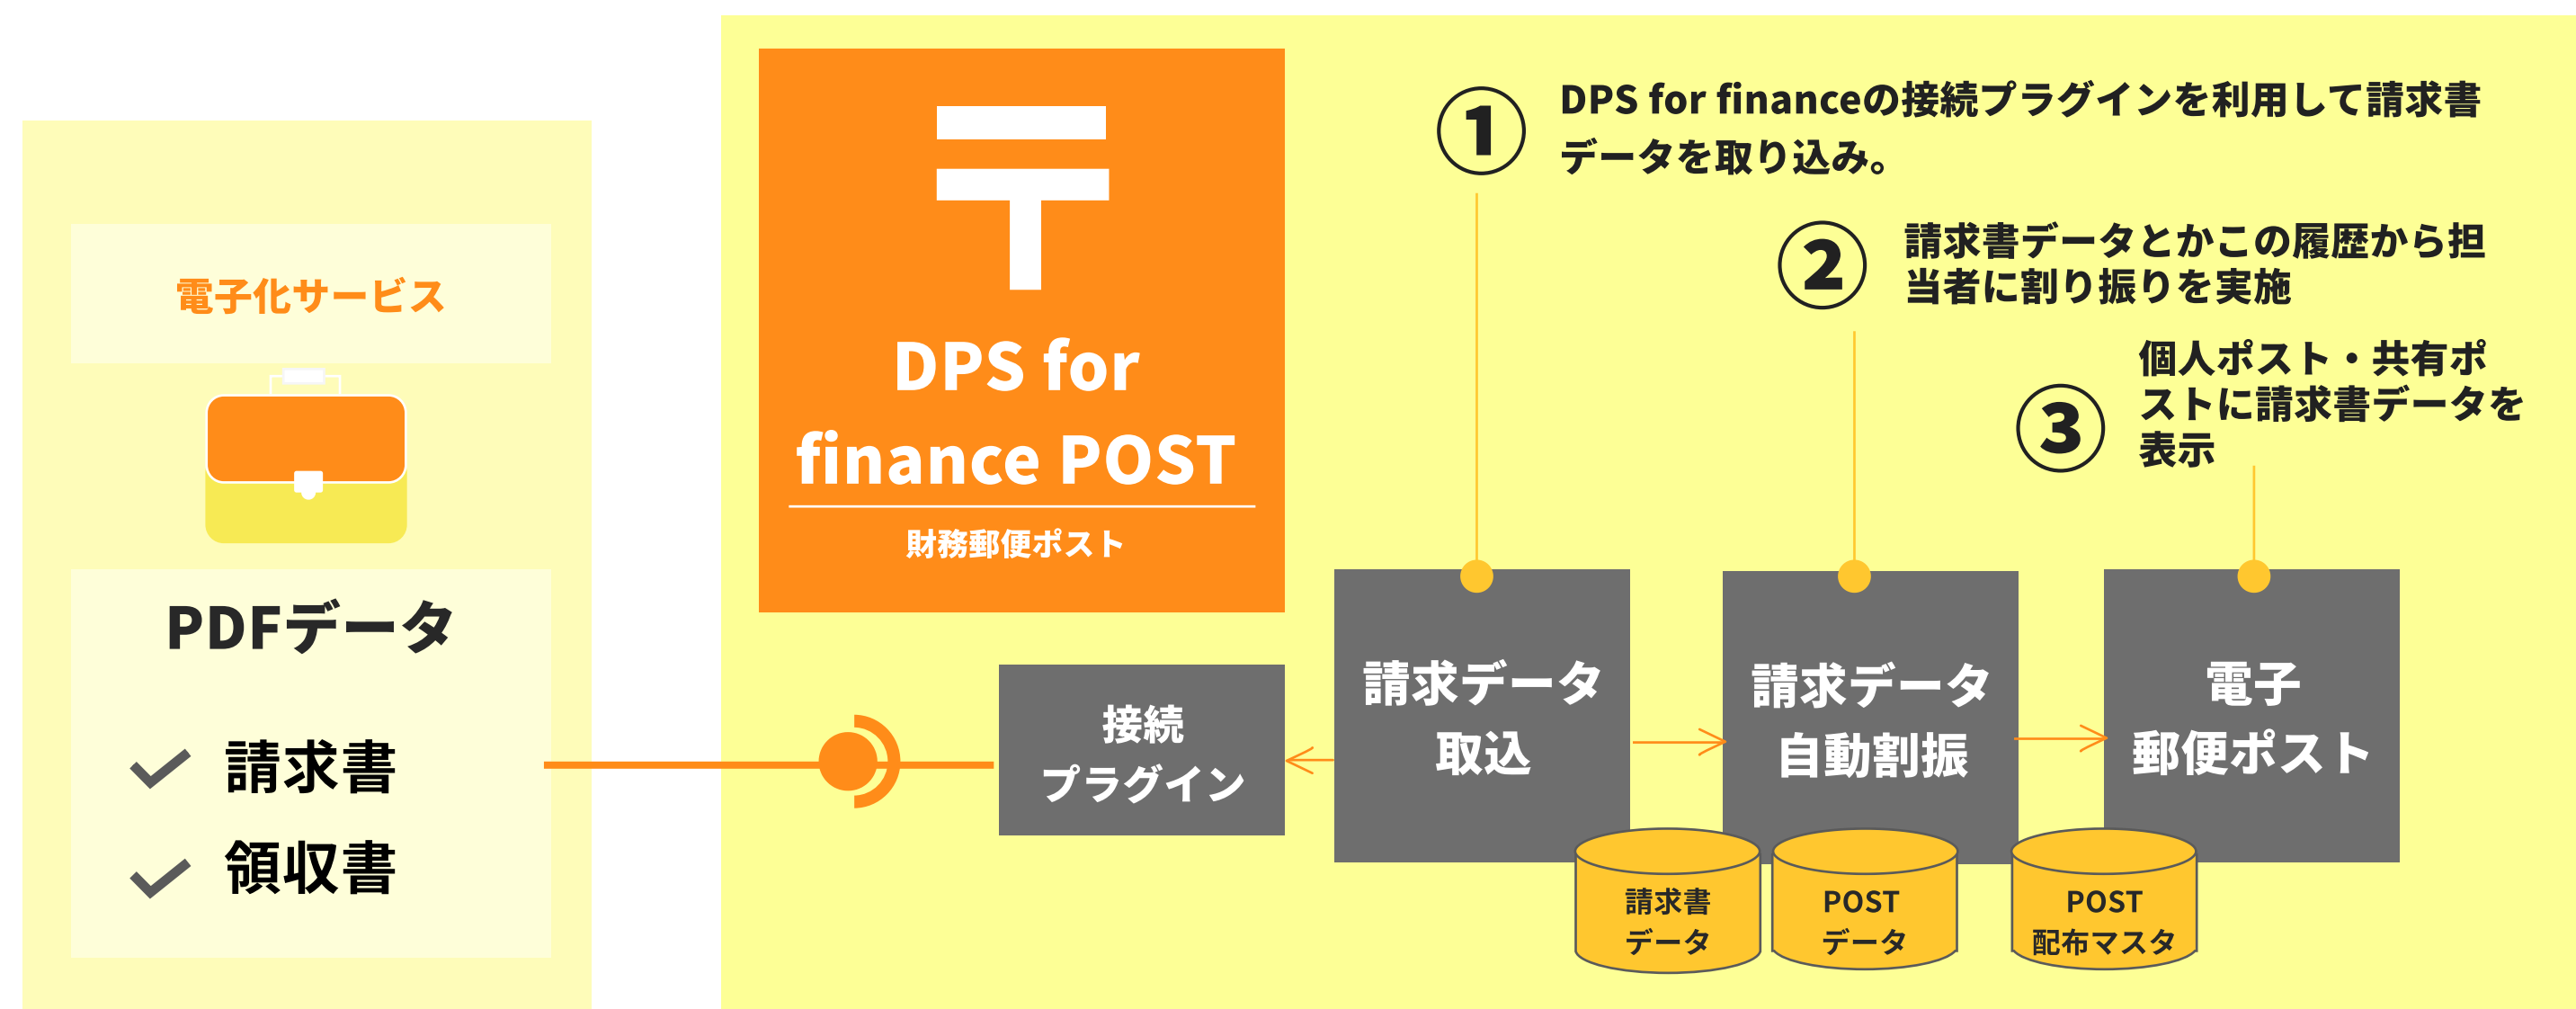 電子化サービス
PDFデータ
請求書
領収書
DPS for
finance POST
財務郵便ポスト
① DPS for financeの接続プラグインを利用して請求書
データを取り込み。
② 請求書データとかこの履歴から担
当者に割り振りを実施
③ 個人ポスト・共有ポ
ストに請求書データを
表示
接続
プラグイン
請求データ
取込
請求データ
自動割振
電子
郵便ポスト
請求書
データ
POST
データ
POST
配布マスタ